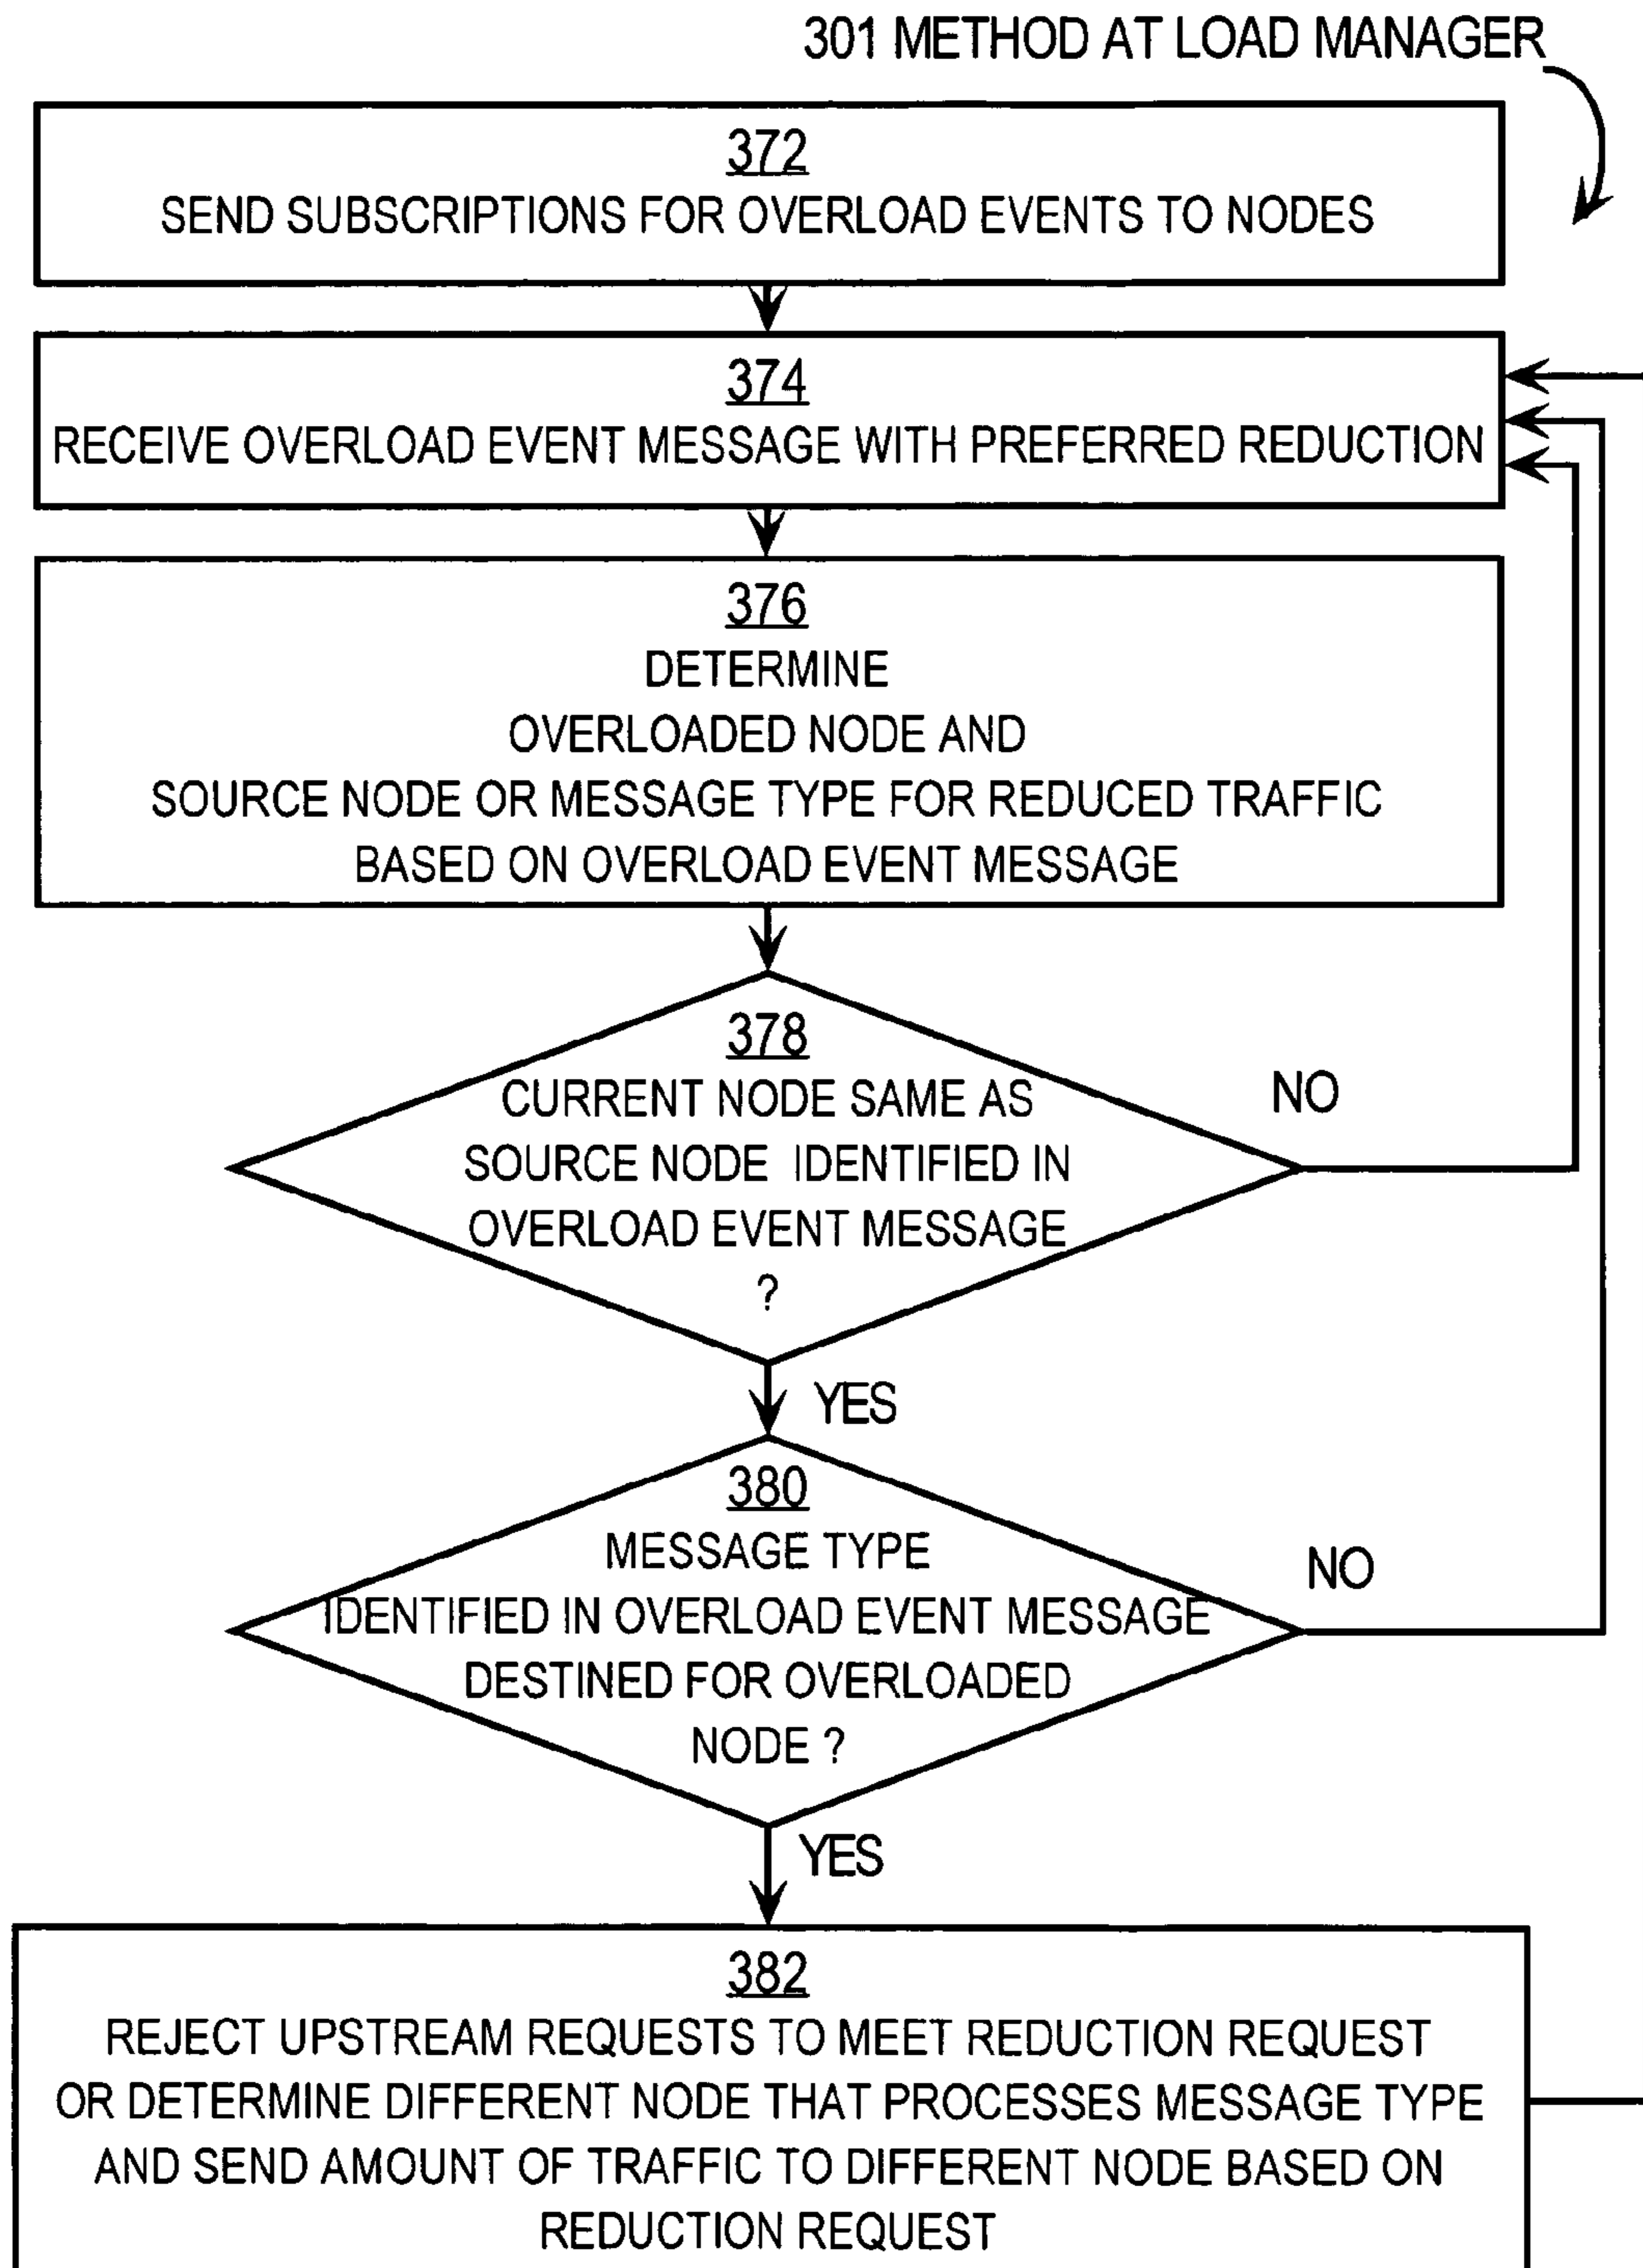 301 METHOD AT LOAD MANAGER
372
SEND SUBSCRIPTIONS FOR OVERLOAD EVENTS TO NODES
374
RECEIVE OVERLOAD EVENT MESSAGE WITH PREFERRED REDUCTION
376
DETERMINE
OVERLOADED NODE AND
SOURCE NODE OR MESSAGE TYPE FOR REDUCED TRAFFIC
BASED ON OVERLOAD EVENT MESSAGE
378
CURRENT NODE SAME AS
SOURCE NODE IDENTIFIED IN
OVERLOAD EVENT MESSAGE
?
NO
YES
380
MESSAGE TYPE
IDENTIFIED IN OVERLOAD EVENT MESSAGE
DESTINED FOR OVERLOADED
NODE ?
NO
YES
382
REJECT UPSTREAM REQUESTS TO MEET REDUCTION REQUEST
OR DETERMINE DIFFERENT NODE THAT PROCESSES MESSAGE TYPE
AND SEND AMOUNT OF TRAFFIC TO DIFFERENT NODE BASED ON
REDUCTION REQUEST